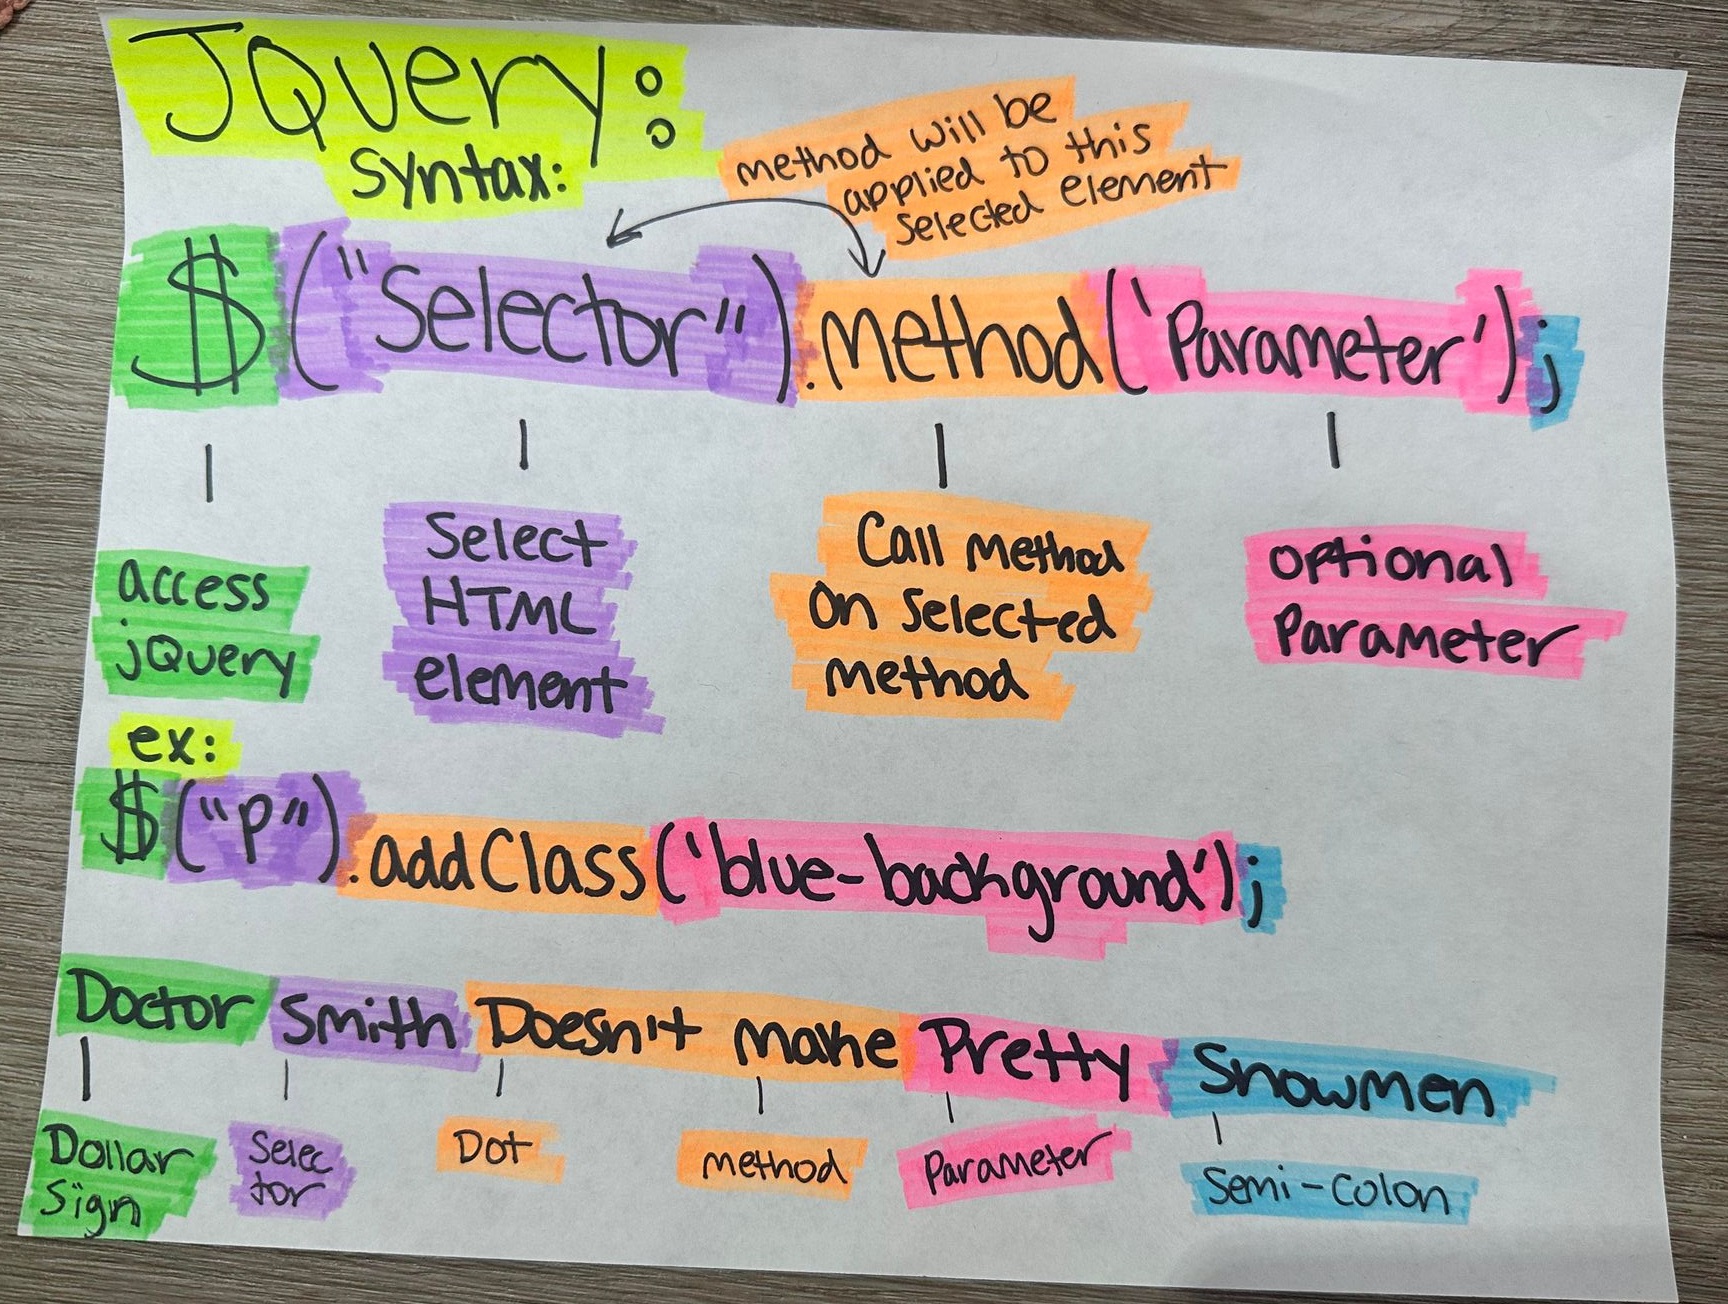 JQuery:
syntax:
method will be
applied to this
selected element
$("Selector").method('Parameter');
access
jQuery
Select
HTML
element
Call method
on selected
method
optional
Parameter
ex:
$("P").addClass('blue-background');
Doctor Smith Doesn't make Pretty Snowmen
Dollar
Sign
Selec
tor
Dot
method
Parameter
Semi-colon